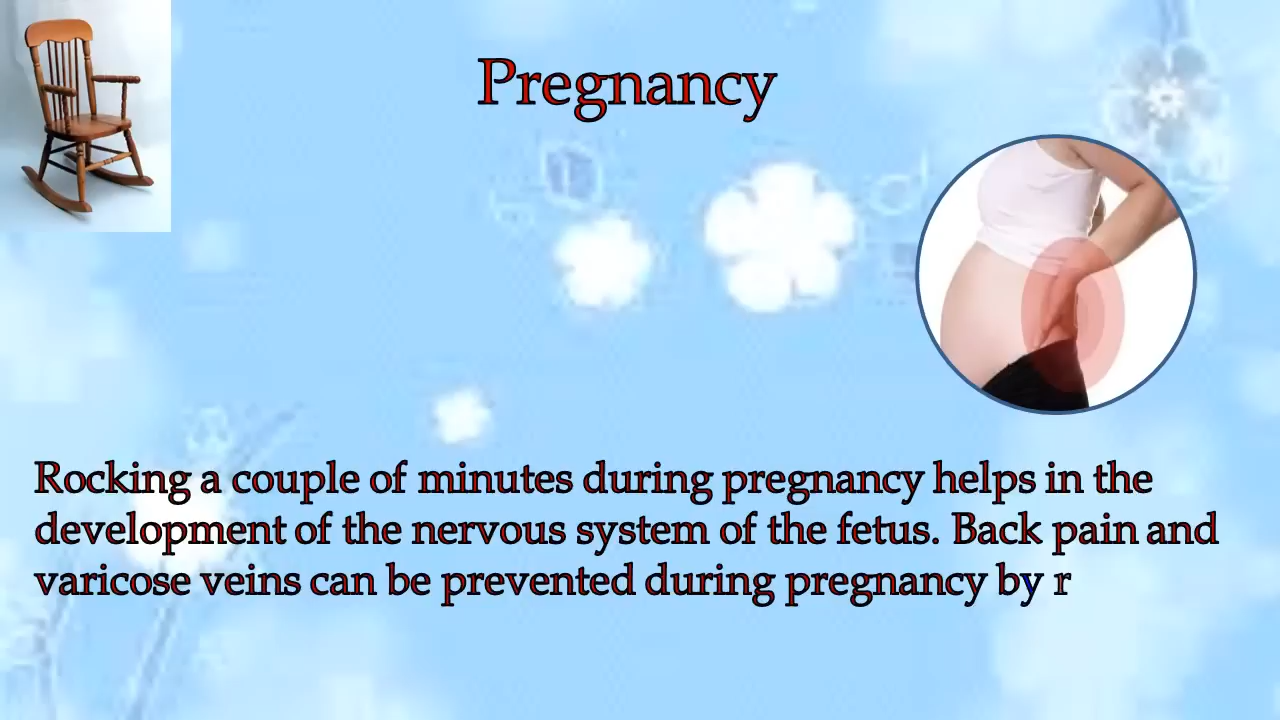 Pregnancy
Rocking a couple of minutes during pregnancy helps in the
development of the nervous system of the fetus. Back pain and
varicose veins can be prevented during pregnancy by r